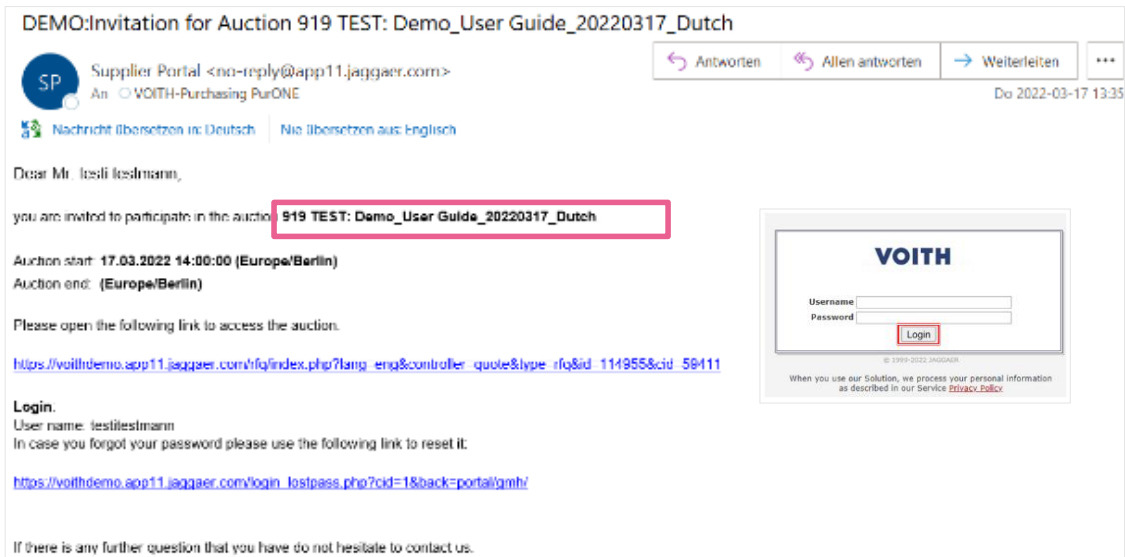 DEMO:Invitation for Auction 919 TEST: Demo_User Guide_20220317_Dutch
SP
Supplier Portal <no-reply@app11.jaggaer.com>
An VOITH-Purchasing PurONE
Antworten
Allen antworten
Weiterleiten
...
Do 2022-03-17 13:35
Nachricht übersetzen in: Deutsch
Nie übersetzen aus: Englisch
Dear Mr. Testi Testmann,
you are invited to participate in the auction 919 TEST: Demo_User Guide_20220317_Dutch
Auction start: 17.03.2022 14:00:00 (Europe/Berlin)
Auction end: (Europe/Berlin)
Please open the following link to access the auction.
https://voithdemo.app11.jaggaer.com/rfq/index.php?lang=eng&controller=quote&type=rfq&id=114955&cid=59411
Login:
User name: testitestmann
In case you forgot your password please use the following link to reset it:
https://voithdemo.app11.jaggaer.com/login_lostpass.php?cid=1&back=portal/gmh/
If there is any further question that you have do not hesitate to contact us.
VOITH
Username
Password
Login
© 1999-2022 JAGGAER
When you use our Solution, we process your personal information
as described in our Service Privacy Policy